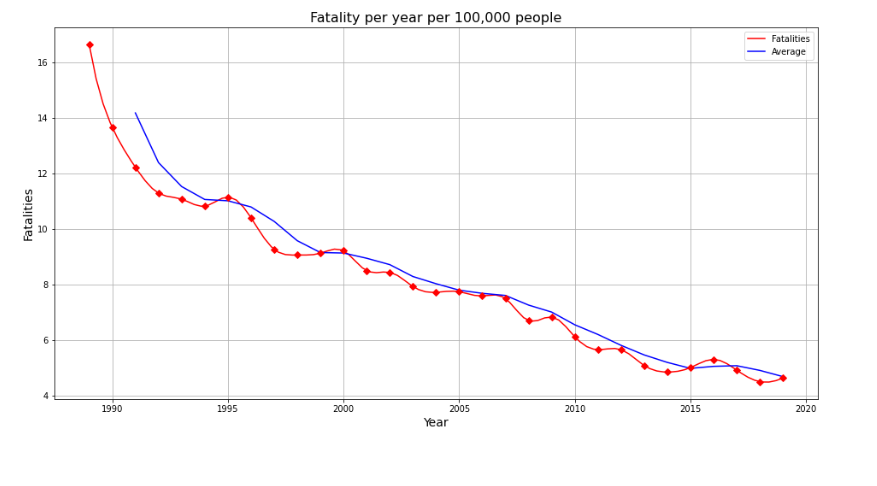 Fatality per year per 100,000 people
Fatalities
Average
16
14
12
10
8
6
4
Fatalities
1990
1995
2000
2005
2010
2015
2020
Year